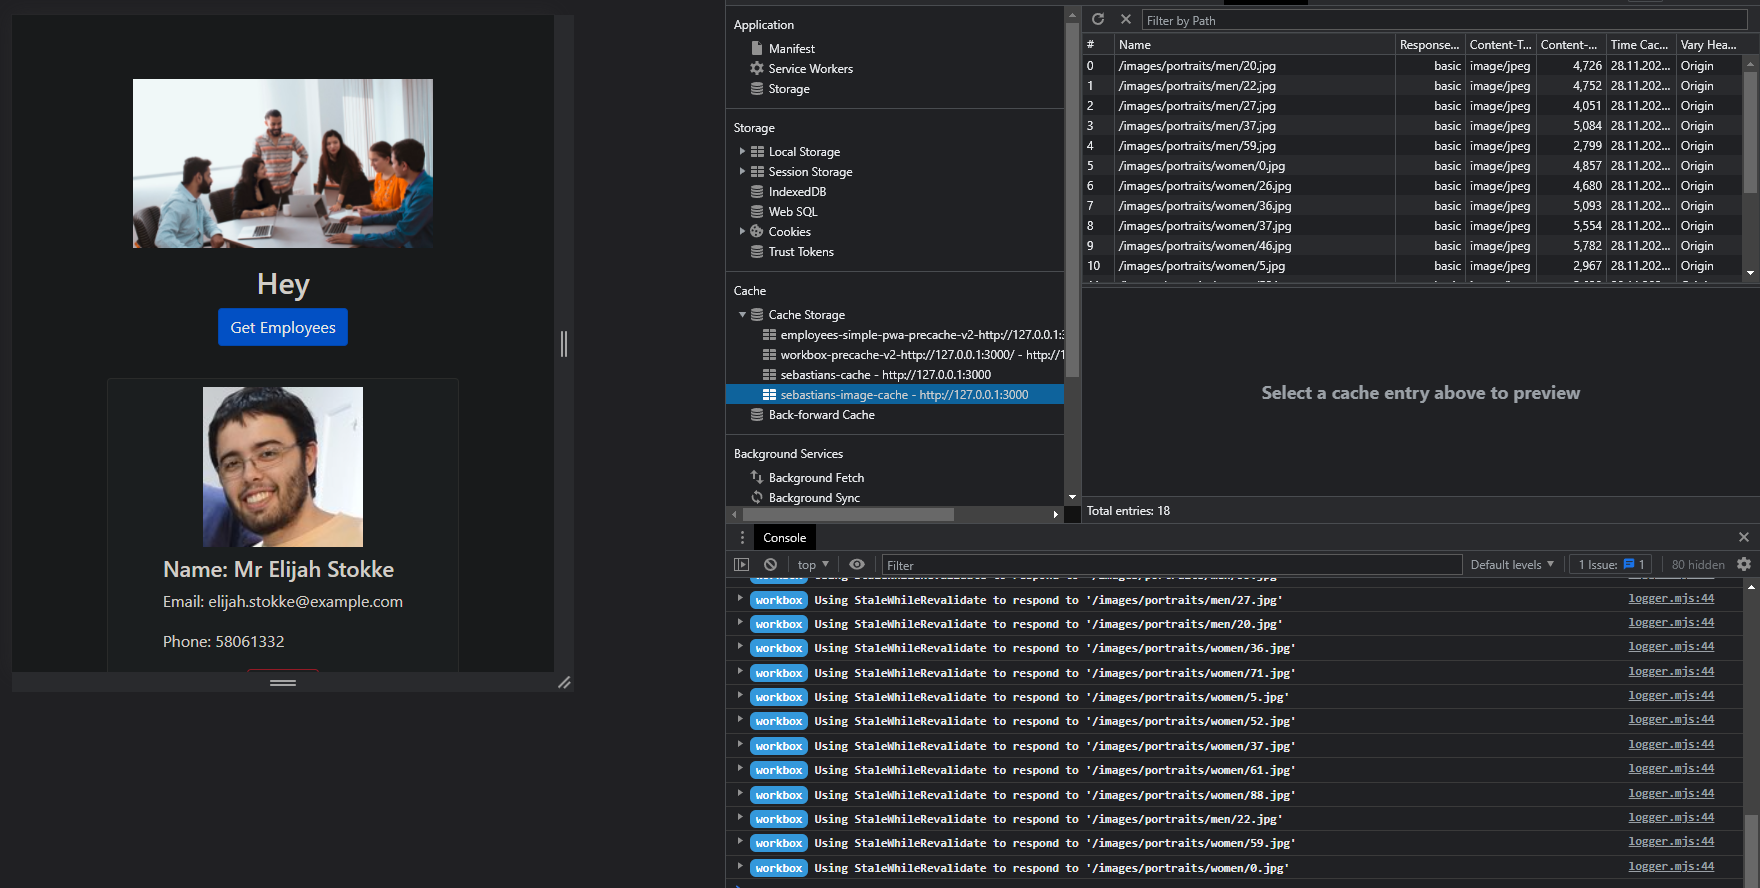 Hey
Get Employees
Name: Mr Elijah Stokke
Email: elijah.stokke@example.com
Phone: 58061332
Application
Manifest
Service Workers
Storage
Storage
Local Storage
Session Storage
IndexedDB
Web SQL
Cookies
Trust Tokens
Cache
Cache Storage
employees-simple-pwa-precache-v2-http://127.0.0.1:3
workbox-precache-v2-http://127.0.0.1:3000/ - http://1
sebastians-cache - http://127.0.0.1:3000
sebastians-image-cache - http://127.0.0.1:3000
Back-forward Cache
Background Services
Background Fetch
Background Sync
Filter by Path
# Name Response... Content-T... Content-... Time Cac... Vary Hea...
0 /images/portraits/men/20.jpg basic image/jpeg 4,726 28.11.202... Origin
1 /images/portraits/men/22.jpg basic image/jpeg 4,752 28.11.202... Origin
2 /images/portraits/men/27.jpg basic image/jpeg 4,051 28.11.202... Origin
3 /images/portraits/men/37.jpg basic image/jpeg 5,084 28.11.202... Origin
4 /images/portraits/men/59.jpg basic image/jpeg 2,799 28.11.202... Origin
5 /images/portraits/women/0.jpg basic image/jpeg 4,857 28.11.202... Origin
6 /images/portraits/women/26.jpg basic image/jpeg 4,680 28.11.202... Origin
7 /images/portraits/women/36.jpg basic image/jpeg 5,093 28.11.202... Origin
8 /images/portraits/women/37.jpg basic image/jpeg 5,554 28.11.202... Origin
9 /images/portraits/women/46.jpg basic image/jpeg 5,782 28.11.202... Origin
10 /images/portraits/women/5.jpg basic image/jpeg 2,967 28.11.202... Origin
Select a cache entry above to preview
Total entries: 18
Console
top Filter Default levels 1 Issue: 1 80 hidden
workbox Using StaleWhileRevalidate to respond to '/images/portraits/men/27.jpg' logger.mjs:44
workbox Using StaleWhileRevalidate to respond to '/images/portraits/men/20.jpg' logger.mjs:44
workbox Using StaleWhileRevalidate to respond to '/images/portraits/women/36.jpg' logger.mjs:44
workbox Using StaleWhileRevalidate to respond to '/images/portraits/women/71.jpg' logger.mjs:44
workbox Using StaleWhileRevalidate to respond to '/images/portraits/women/5.jpg' logger.mjs:44
workbox Using StaleWhileRevalidate to respond to '/images/portraits/women/52.jpg' logger.mjs:44
workbox Using StaleWhileRevalidate to respond to '/images/portraits/women/37.jpg' logger.mjs:44
workbox Using StaleWhileRevalidate to respond to '/images/portraits/women/61.jpg' logger.mjs:44
workbox Using StaleWhileRevalidate to respond to '/images/portraits/women/88.jpg' logger.mjs:44
workbox Using StaleWhileRevalidate to respond to '/images/portraits/men/22.jpg' logger.mjs:44
workbox Using StaleWhileRevalidate to respond to '/images/portraits/women/59.jpg' logger.mjs:44
workbox Using StaleWhileRevalidate to respond to '/images/portraits/women/0.jpg' logger.mjs:44